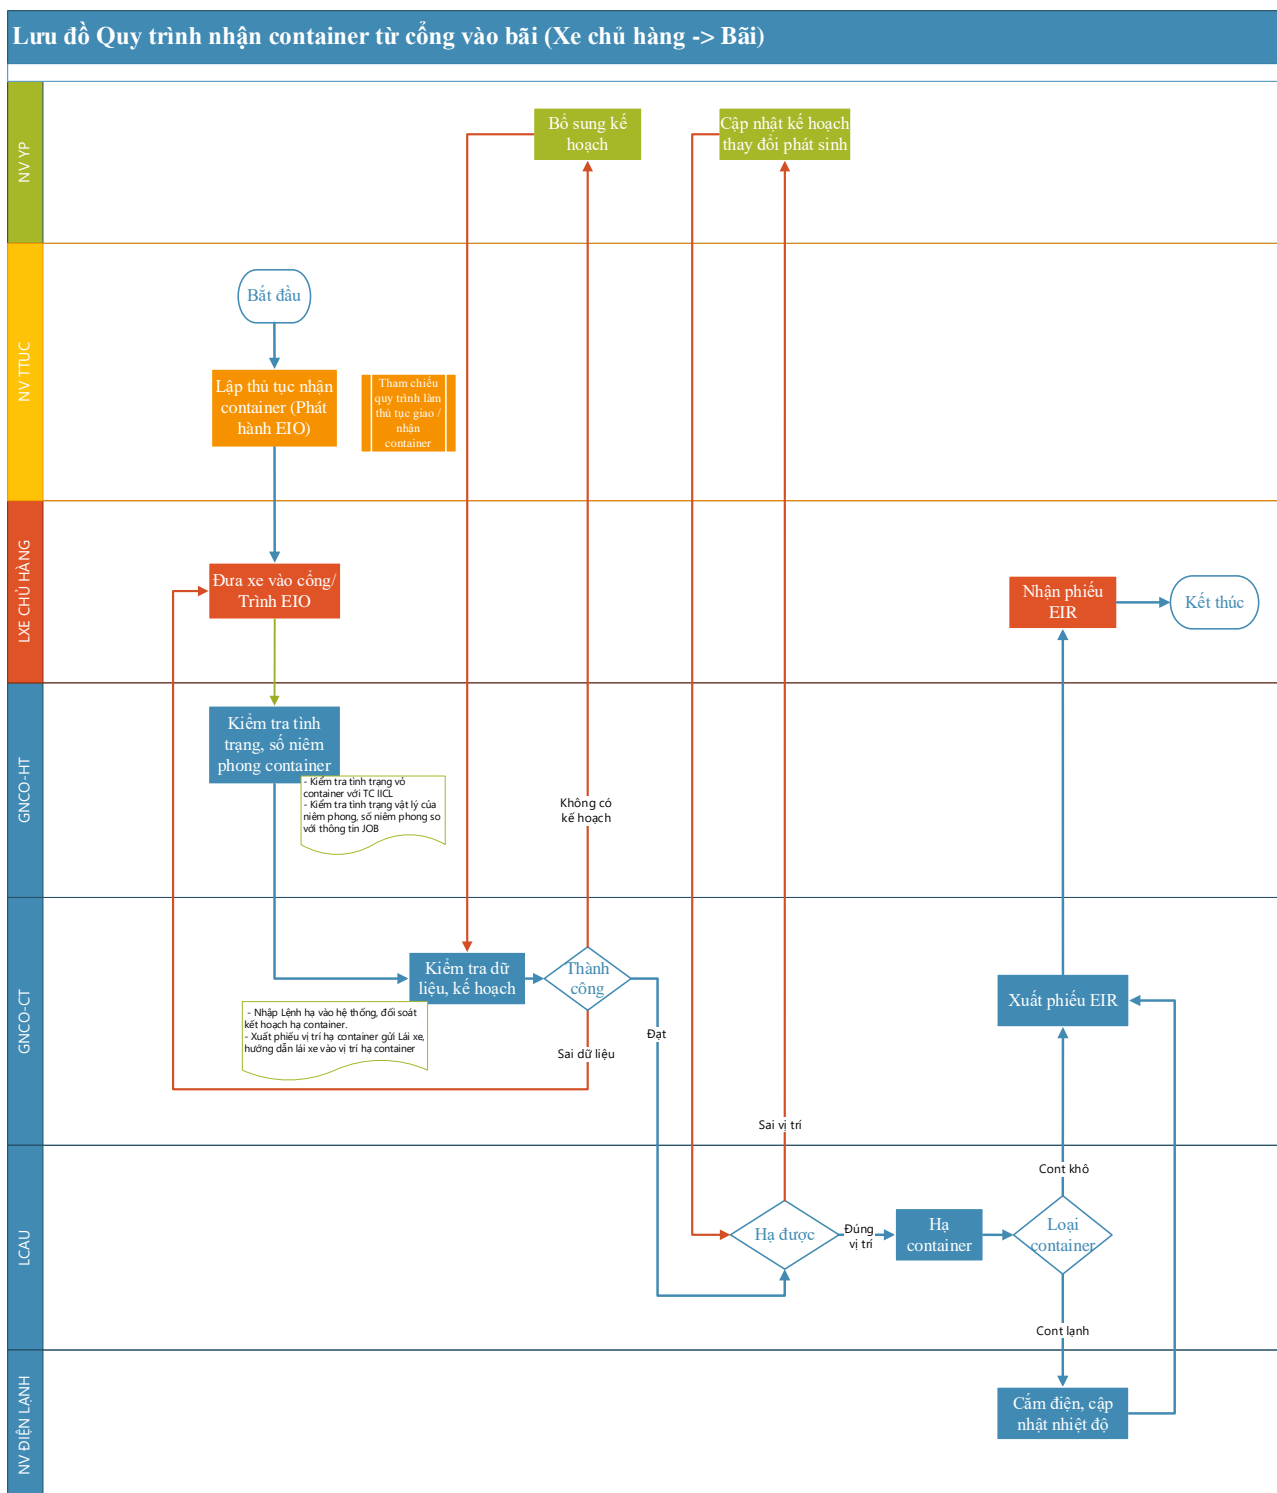 Lưu đồ Quy trình nhận container từ cổng vào bãi (Xe chủ hàng -> Bãi)
NV YP
Bổ sung kế
hoạch
Cập nhật kế hoạch
thay đổi phát sinh
NV TTUC
Bắt đầu
Lập thủ tục nhận
container (Phát
hành EIO)
Tham chiếu
quy trình làm
thủ tục giao /
nhận
container
LXE CHỦ HÀNG
Đưa xe vào cổng/
Trình EIO
Nhận phiếu
EIR
Kết thúc
GNCO-HT
Kiểm tra tình
trạng, số niêm
phong container
- Kiểm tra tình trạng vỏ
container với TC IICL
- Kiểm tra tình trạng vật lý của
niêm phong, số niêm phong so
với thông tin JOB
Không có
kế hoạch
GNCO-CT
Kiểm tra dữ
liệu, kế hoạch
Thành
công
Xuất phiếu EIR
- Nhập Lệnh hạ vào hệ thống, đối soát
kết hoạch hạ container.
- Xuất phiếu vị trí hạ container gửi Lái xe,
hướng dẫn lái xe vào vị trí hạ container
Đạt
Sai dữ liệu
Sai vị trí
LCAU
Cont khô
Hạ được
Đúng
vị trí
Hạ
container
Loại
container
Cont lạnh
NV ĐIỆN LẠNH
Cắm điện, cập
nhật nhiệt độ